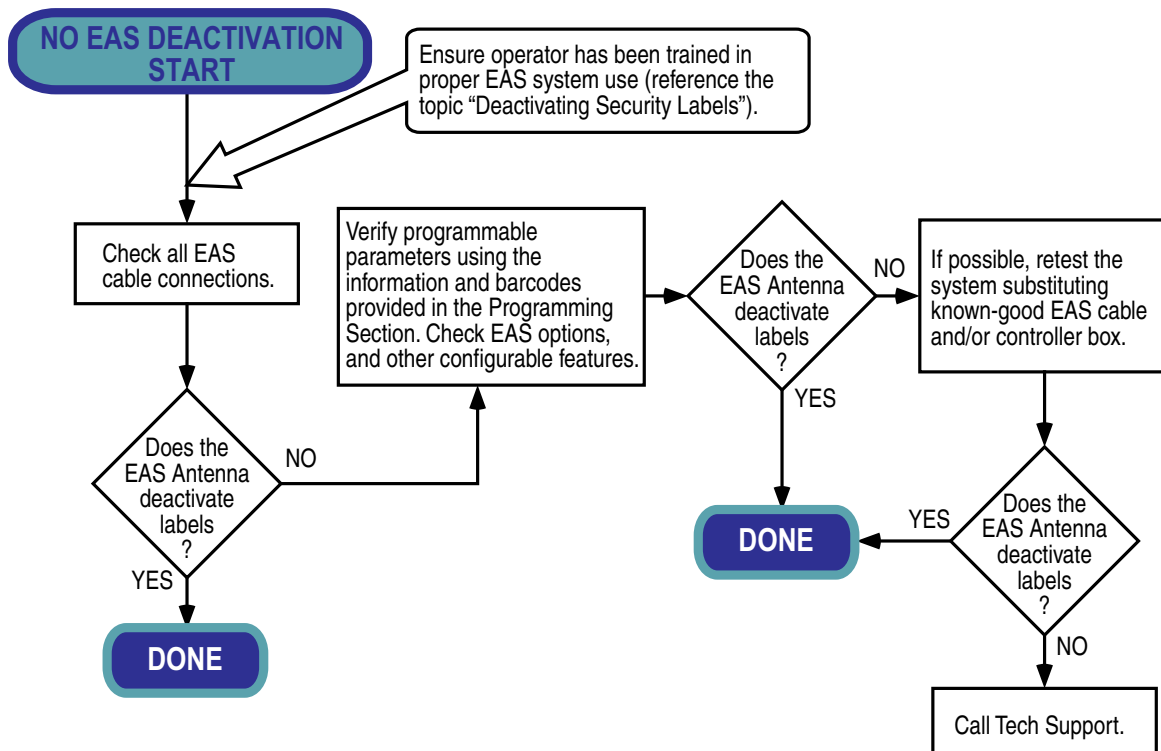 NO EAS DEACTIVATION
START
Ensure operator has been trained in
proper EAS system use (reference the
topic “Deactivating Security Labels”).
Check all EAS
cable connections.
Does the
EAS Antenna
deactivate
labels
?
NO
YES
DONE
Verify programmable
parameters using the
information and barcodes
provided in the Programming
Section. Check EAS options,
and other configurable features.
Does the
EAS Antenna
deactivate
labels
?
NO
YES
DONE
If possible, retest the
system substituting
known-good EAS cable
and/or controller box.
Does the
EAS Antenna
deactivate
labels
?
YES
NO
Call Tech Support.